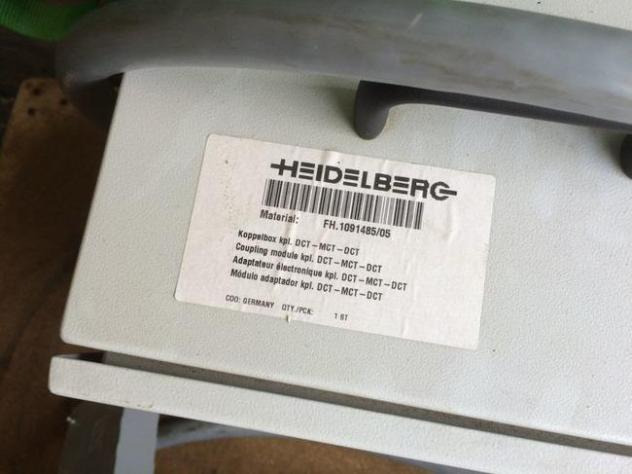 HEIDELBERG
Material: FH.1091485/05
Koppelbox kpl. DCT-MCT-DCT
Coupling module kpl. DCT-MCT-DCT
Adaptateur électronique kpl. DCT-MCT-DCT
Módulo adaptador kpl. DCT-MCT-DCT
COO: GERMANY QTY./PCK: 1 ST